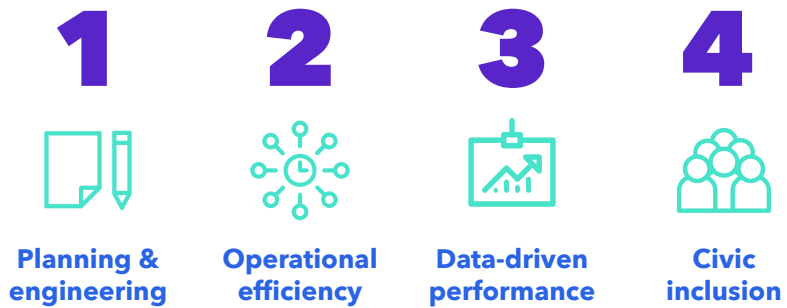 1
2
3
4
Planning &
engineering
Operational
efficiency
Data-driven
performance
Civic
inclusion